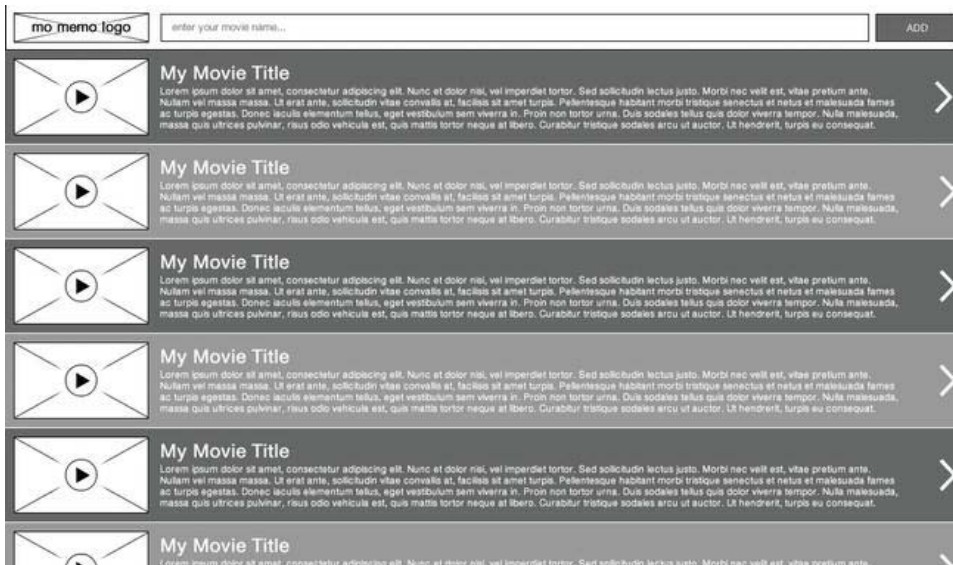 mo memo logo
enter your movie name...
ADD
My Movie Title
Lorem ipsum dolor sit amet, consectetur adipiscing elit. Nunc et dolor nisi, vel imperdiet tortor. Sed sollicitudin lectus justo. Morbi nec velit est, vitae pretium ante.
Nullam vel massa massa. Ut erat ante, sollicitudin vitae convallis at, facilisis sit amet turpis. Pellentesque habitant morbi tristique senectus et netus et malesuada fames
ac turpis egestas. Donec iaculis elementum tellus, eget vestibulum sem viverra in. Proin non tortor urna. Duis sodales tellus quis dolor viverra tempor. Nulla malesuada,
massa quis ultrices pulvinar, risus odio vehicula est, quis mattis tortor neque at libero. Curabitur tristique sodales arcu ut auctor. Ut hendrerit, turpis eu consequat.
My Movie Title
Lorem ipsum dolor sit amet, consectetur adipiscing elit. Nunc et dolor nisi, vel imperdiet tortor. Sed sollicitudin lectus justo. Morbi nec velit est, vitae pretium ante.
Nullam vel massa massa. Ut erat ante, sollicitudin vitae convallis at, facilisis sit amet turpis. Pellentesque habitant morbi tristique senectus et netus et malesuada fames
ac turpis egestas. Donec iaculis elementum tellus, eget vestibulum sem viverra in. Proin non tortor urna. Duis sodales tellus quis dolor viverra tempor. Nulla malesuada,
massa quis ultrices pulvinar, risus odio vehicula est, quis mattis tortor neque at libero. Curabitur tristique sodales arcu ut auctor. Ut hendrerit, turpis eu consequat.
My Movie Title
Lorem ipsum dolor sit amet, consectetur adipiscing elit. Nunc et dolor nisi, vel imperdiet tortor. Sed sollicitudin lectus justo. Morbi nec velit est, vitae pretium ante.
Nullam vel massa massa. Ut erat ante, sollicitudin vitae convallis at, facilisis sit amet turpis. Pellentesque habitant morbi tristique senectus et netus et malesuada fames
ac turpis egestas. Donec iaculis elementum tellus, eget vestibulum sem viverra in. Proin non tortor urna. Duis sodales tellus quis dolor viverra tempor. Nulla malesuada,
massa quis ultrices pulvinar, risus odio vehicula est, quis mattis tortor neque at libero. Curabitur tristique sodales arcu ut auctor. Ut hendrerit, turpis eu consequat.
My Movie Title
Lorem ipsum dolor sit amet, consectetur adipiscing elit. Nunc et dolor nisi, vel imperdiet tortor. Sed sollicitudin lectus justo. Morbi nec velit est, vitae pretium ante.
Nullam vel massa massa. Ut erat ante, sollicitudin vitae convallis at, facilisis sit amet turpis. Pellentesque habitant morbi tristique senectus et netus et malesuada fames
ac turpis egestas. Donec iaculis elementum tellus, eget vestibulum sem viverra in. Proin non tortor urna. Duis sodales tellus quis dolor viverra tempor. Nulla malesuada,
massa quis ultrices pulvinar, risus odio vehicula est, quis mattis tortor neque at libero. Curabitur tristique sodales arcu ut auctor. Ut hendrerit, turpis eu consequat.
My Movie Title
Lorem ipsum dolor sit amet, consectetur adipiscing elit. Nunc et dolor nisi, vel imperdiet tortor. Sed sollicitudin lectus justo. Morbi nec velit est, vitae pretium ante.
Nullam vel massa massa. Ut erat ante, sollicitudin vitae convallis at, facilisis sit amet turpis. Pellentesque habitant morbi tristique senectus et netus et malesuada fames
ac turpis egestas. Donec iaculis elementum tellus, eget vestibulum sem viverra in. Proin non tortor urna. Duis sodales tellus quis dolor viverra tempor. Nulla malesuada,
massa quis ultrices pulvinar, risus odio vehicula est, quis mattis tortor neque at libero. Curabitur tristique sodales arcu ut auctor. Ut hendrerit, turpis eu consequat.
My Movie Title